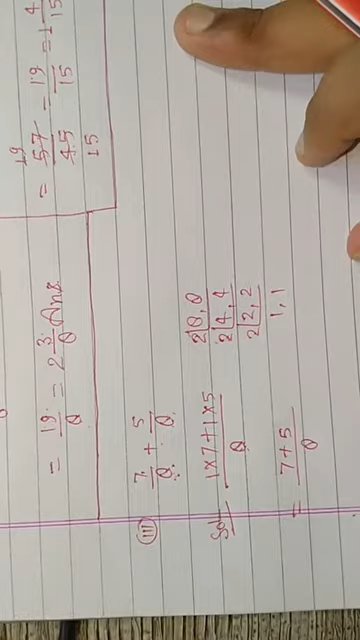 = 19/8 = 2 3/8 Ans
19
= 57/45 = 19/15 = 1 4/15
15
(iii) 7/8 + 5/8
Sol 1×7+1×5/8
= 7+5/8
2|8,8
2|4,4
2|2,2
1,1